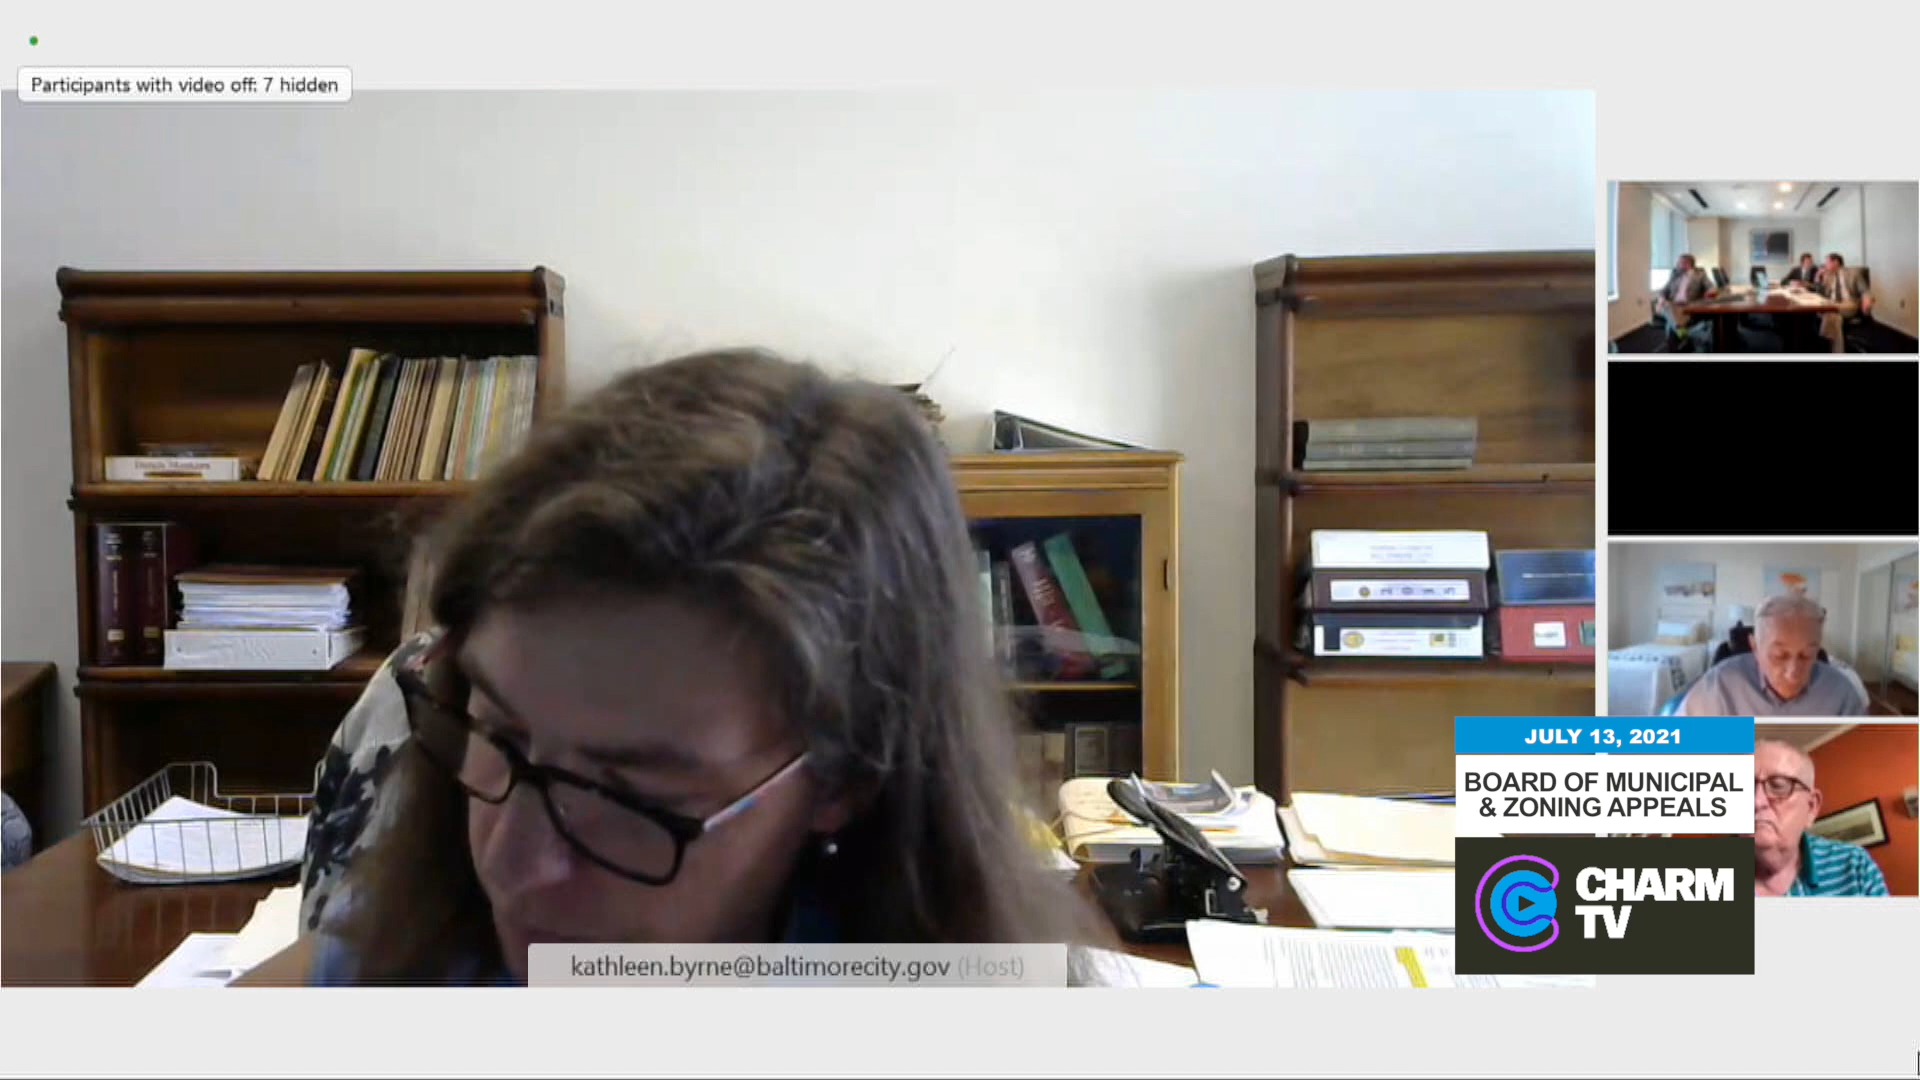 Participants with video off: 7 hidden
JULY 13, 2021
BOARD OF MUNICIPAL
& ZONING APPEALS
CHARM
TV
kathleen.byrne@baltimorecity.gov (Host)